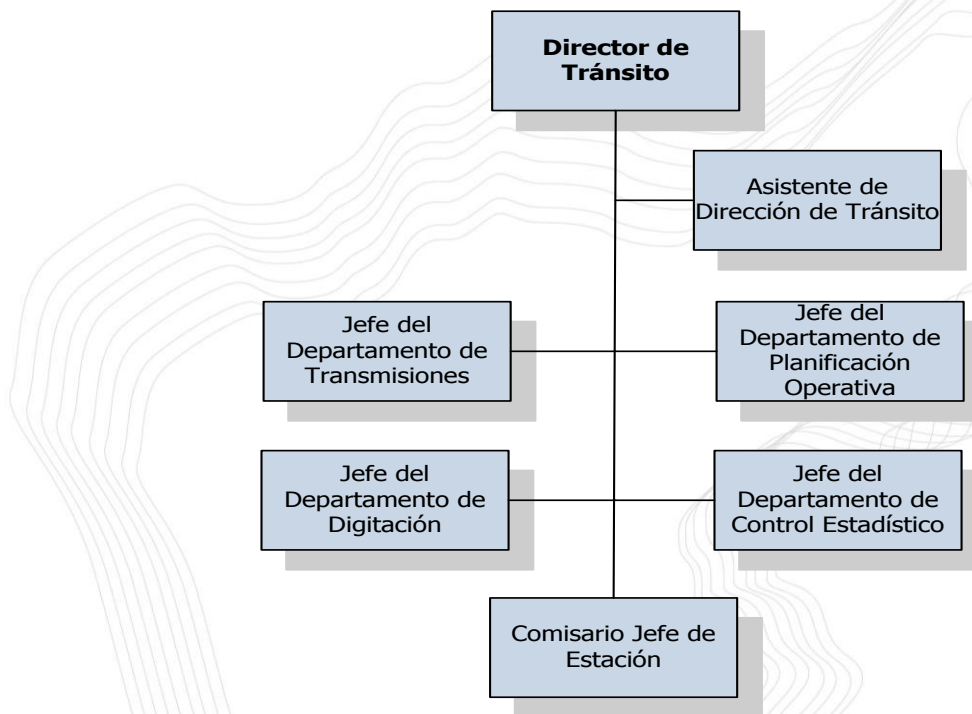 Director de
Tránsito
Asistente de
Dirección de Tránsito
Jefe del
Departamento de
Transmisiones
Jefe del
Departamento de
Planificación
Operativa
Jefe del
Departamento de
Digitación
Jefe del
Departamento de
Control Estadístico
Comisario Jefe de
Estación